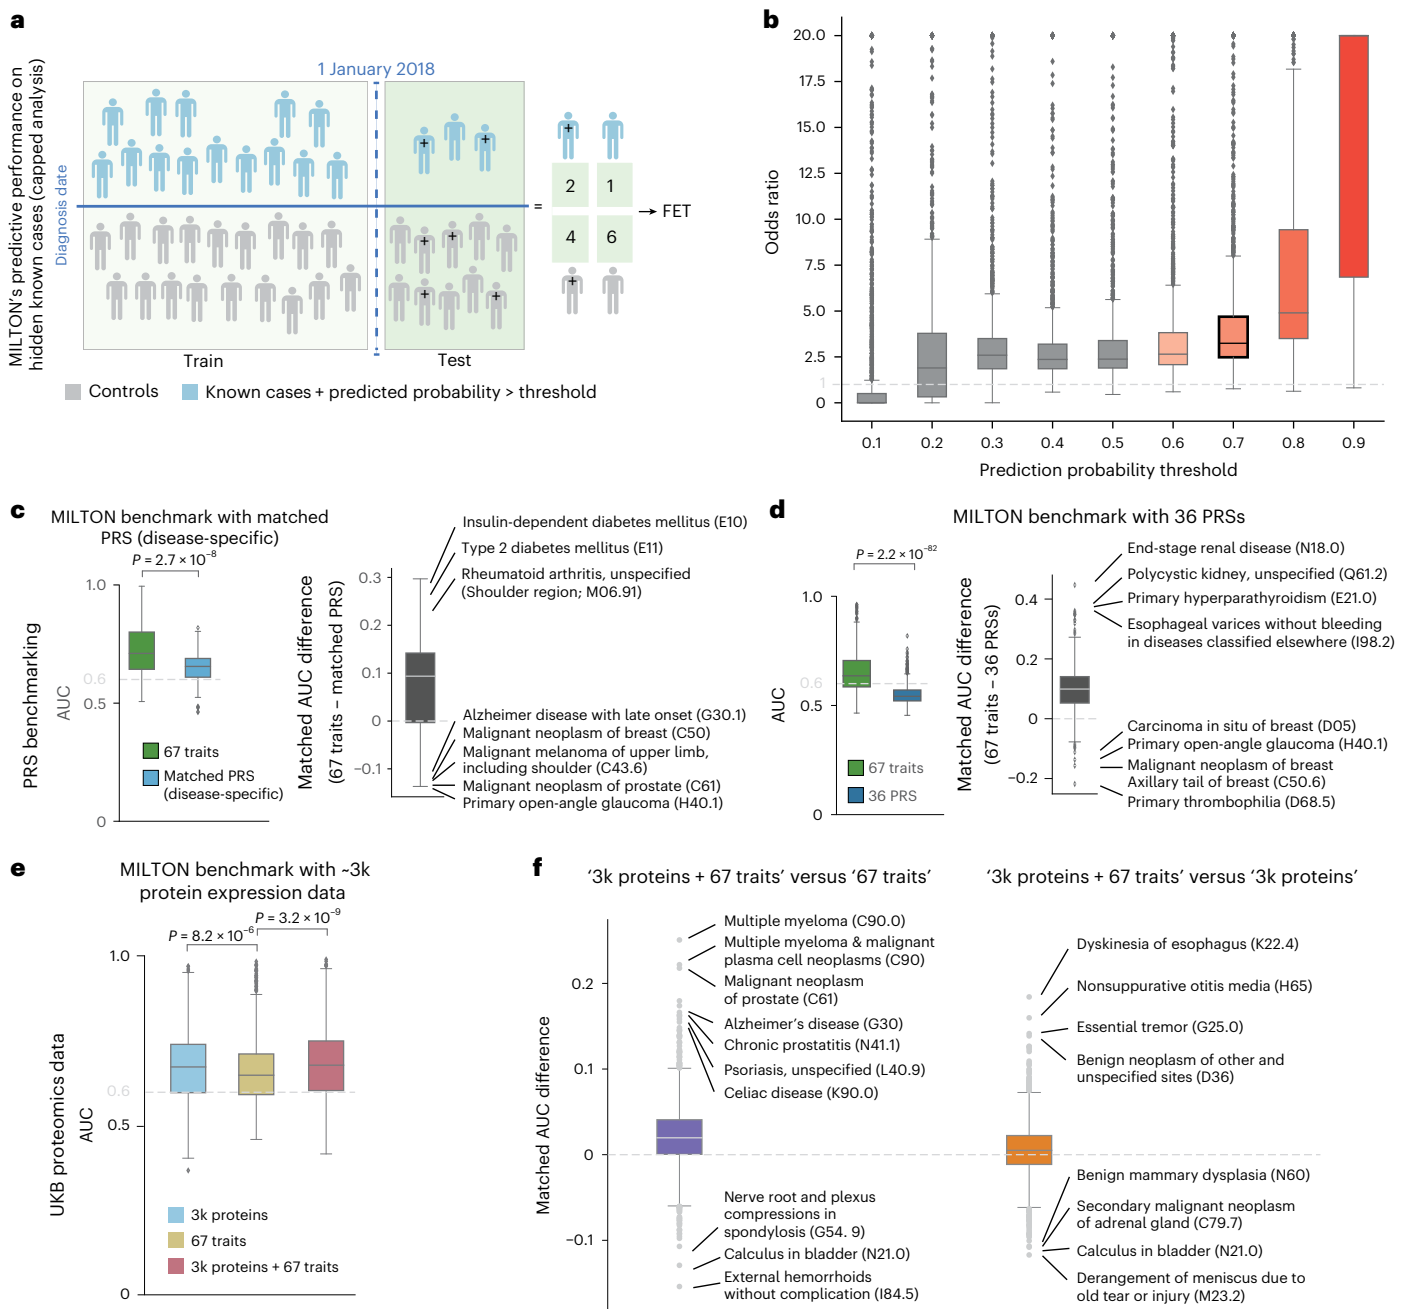 a
MILTON's predictive performance on
hidden known cases (capped analysis)
Diagnosis date
1 January 2018
+
+
+
+
+
+
+
+
=
2 1
4 6
FET
Train
Test
Controls
Known cases + predicted probability > threshold
b
Odds ratio
20.0
17.5
15.0
12.5
10.0
7.5
5.0
2.5
1
0
0.1 0.2 0.3 0.4 0.5 0.6 0.7 0.8 0.9
Prediction probability threshold
c
MILTON benchmark with matched
PRS (disease-specific)
P = 2.7 × 10−8
PRS benchmarking
AUC
1.0
0.6
0.5
0
67 traits
Matched PRS
(disease-specific)
Matched AUC difference
(67 traits – matched PRS)
0.3
0.2
0.1
0
−0.1
Insulin-dependent diabetes mellitus (E10)
Type 2 diabetes mellitus (E11)
Rheumatoid arthritis, unspecified
(Shoulder region; M06.91)
Alzheimer disease with late onset (G30.1)
Malignant neoplasm of breast (C50)
Malignant melanoma of upper limb,
including shoulder (C43.6)
Malignant neoplasm of prostate (C61)
Primary open-angle glaucoma (H40.1)
d
MILTON benchmark with 36 PRSs
P = 2.2 × 10−82
AUC
1.0
0.6
0.5
0
67 traits
36 PRS
Matched AUC difference
(67 traits – 36 PRSs)
0.4
0.2
0
−0.2
End-stage renal disease (N18.0)
Polycystic kidney, unspecified (Q61.2)
Primary hyperparathyroidism (E21.0)
Esophageal varices without bleeding
in diseases classified elsewhere (I98.2)
Carcinoma in situ of breast (D05)
Primary open-angle glaucoma (H40.1)
Malignant neoplasm of breast
Axillary tail of breast (C50.6)
Primary thrombophilia (D68.5)
e
MILTON benchmark with ~3k
protein expression data
P = 3.2 × 10−9
P = 8.2 × 10−6
UKB proteomics data
AUC
1.0
0.6
0.5
0
3k proteins
67 traits
3k proteins + 67 traits
f
'3k proteins + 67 traits' versus '67 traits'
Matched AUC difference
0.2
0.1
0
−0.1
Multiple myeloma (C90.0)
Multiple myeloma & malignant
plasma cell neoplasms (C90)
Malignant neoplasm
of prostate (C61)
Alzheimer's disease (G30)
Chronic prostatitis (N41.1)
Psoriasis, unspecified (L40.9)
Celiac disease (K90.0)
Nerve root and plexus
compressions in
spondylosis (G54. 9)
Calculus in bladder (N21.0)
External hemorrhoids
without complication (I84.5)
'3k proteins + 67 traits' versus '3k proteins'
Dyskinesia of esophagus (K22.4)
Nonsuppurative otitis media (H65)
Essential tremor (G25.0)
Benign neoplasm of other and
unspecified sites (D36)
Benign mammary dysplasia (N60)
Secondary malignant neoplasm
of adrenal gland (C79.7)
Calculus in bladder (N21.0)
Derangement of meniscus due to
old tear or injury (M23.2)